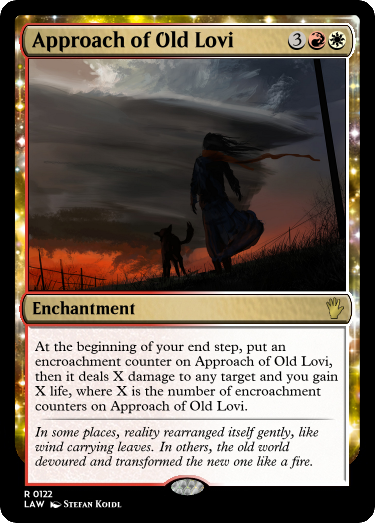 Approach of Old Lovi 3
Enchantment
At the beginning of your end step, put an
encroachment counter on Approach of Old Lovi,
then it deals X damage to any target and you gain
X life, where X is the number of encroachment
counters on Approach of Old Lovi.
In some places, reality rearranged itself gently, like
wind carrying leaves. In others, the old world
devoured and transformed the new one like a fire.
R 0122
LAW Stefan Koidl